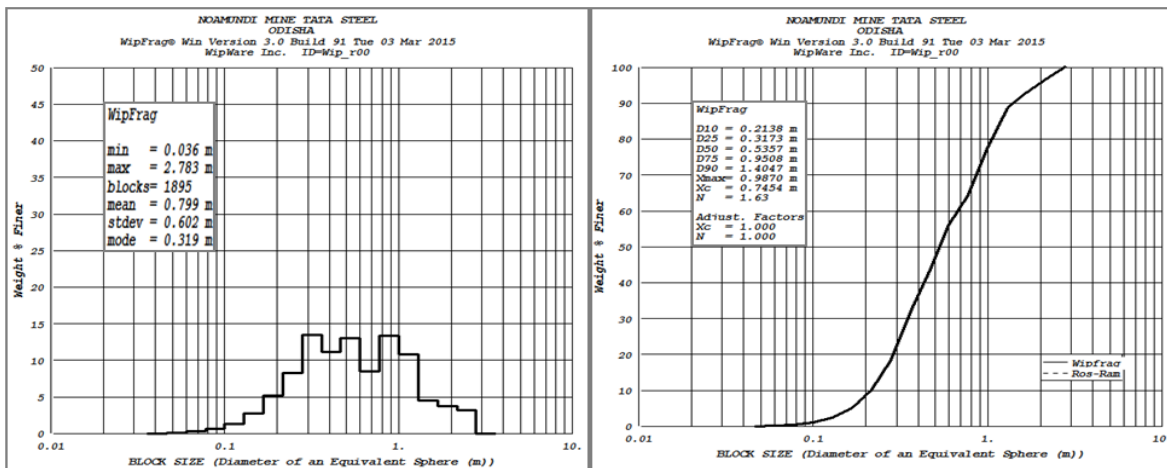 NOAMUNDI MINE TATA STEEL
ODISHA
WipFrag® Win Version 3.0 Build 91 Tue 03 Mar 2015
WipWare Inc.  ID=Wip_r00
50
45
40
35
30
25
20
15
10
5
0
Weight % Finer
WipFrag
min = 0.036 m
max = 2.783 m
blocks= 1895
mean = 0.799 m
stdev = 0.602 m
mode = 0.319 m
0.01 0.1 1. 10.
BLOCK SIZE (Diameter of an Equivalent Sphere (m))
NOAMUNDI MINE TATA STEEL
ODISHA
WipFrag® Win Version 3.0 Build 91 Tue 03 Mar 2015
WipWare Inc.  ID=Wip_r00
100
90
80
70
60
50
40
30
20
10
0
Weight % Finer
WipFrag
D10 = 0.2138 m
D25 = 0.3173 m
D50 = 0.5357 m
D75 = 0.9508 m
D90 = 1.4047 m
Xmax= 0.9870 m
Xc = 0.7454 m
N = 1.63
Adjust. Factors
Xc = 1.000
N = 1.000
Wipfrag
Ros-Ram
0.01 0.1 1. 10.
BLOCK SIZE (Diameter of an Equivalent Sphere (m))